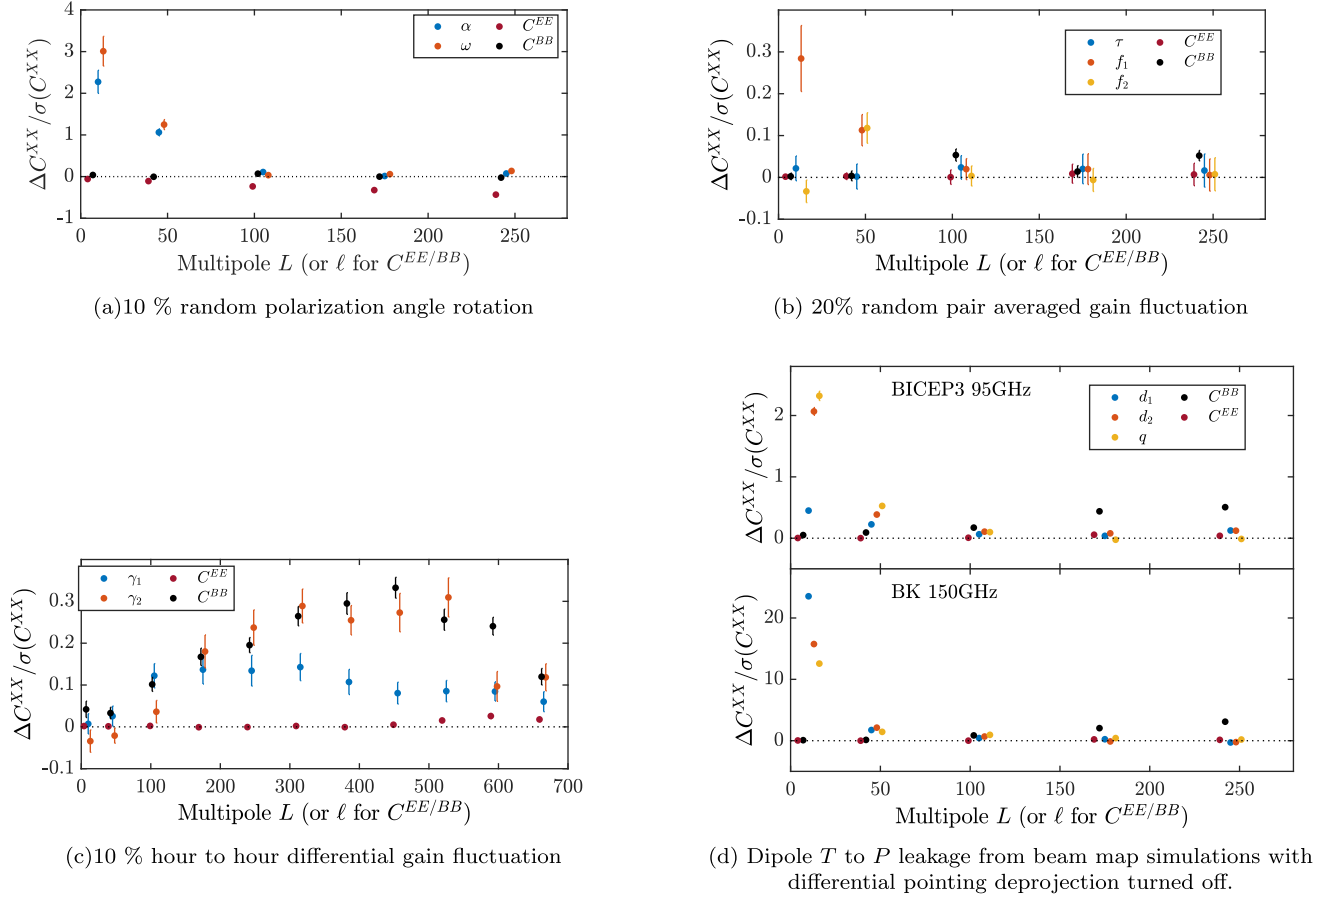 α C^{EE}
ω C^{BB}
ΔC^{XX}/σ(C^{XX})
4
3
2
1
0
-1
0 50 100 150 200 250
Multipole L (or ℓ for C^{EE/BB})
(a)10 % random polarization angle rotation
τ C^{EE}
f_1 C^{BB}
f_2
ΔC^{XX}/σ(C^{XX})
0.3
0.2
0.1
0
-0.1
0 50 100 150 200 250
Multipole L (or ℓ for C^{EE/BB})
(b) 20% random pair averaged gain fluctuation
γ_1 C^{EE}
γ_2 C^{BB}
ΔC^{XX}/σ(C^{XX})
0.3
0.2
0.1
0
-0.1
0 100 200 300 400 500 600 700
Multipole L (or ℓ for C^{EE/BB})
(c)10 % hour to hour differential gain fluctuation
BICEP3 95GHz
d_1 C^{BB}
d_2 C^{EE}
q
ΔC^{XX}/σ(C^{XX})
2
1
0
BK 150GHz
ΔC^{XX}/σ(C^{XX})
20
10
0
0 50 100 150 200 250
Multipole L (or ℓ for C^{EE/BB})
(d) Dipole T to P leakage from beam map simulations with
differential pointing deprojection turned off.